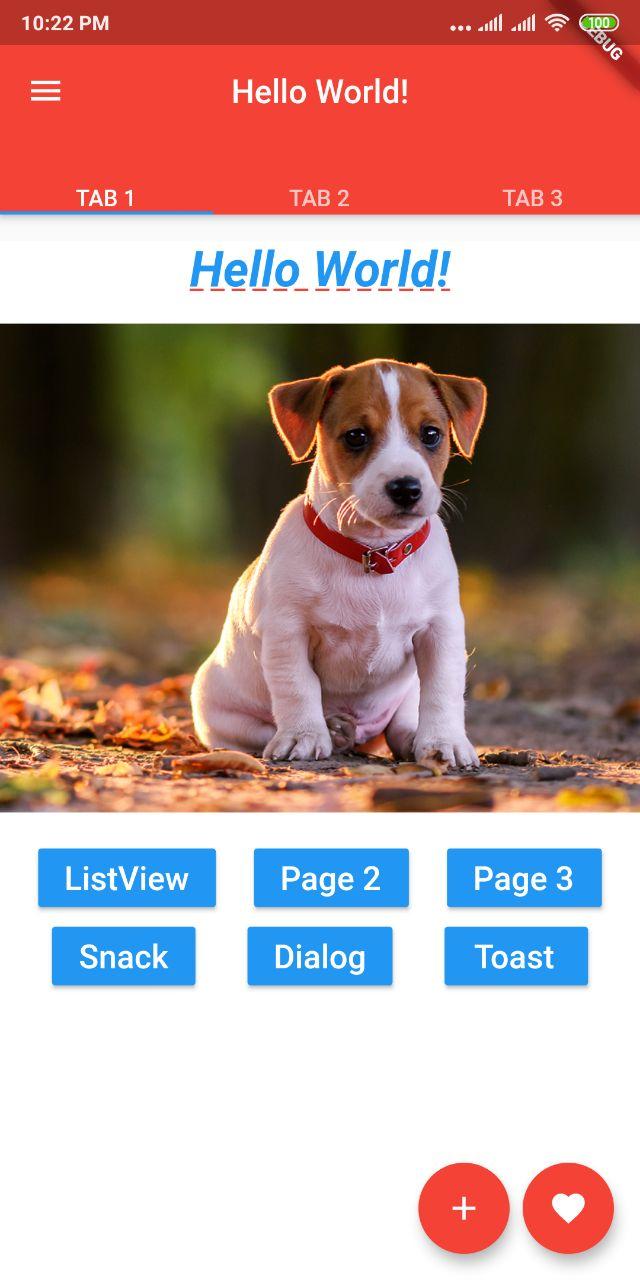 10:22 PM
100
Hello World!
TAB 1 TAB 2 TAB 3
Hello World!
ListView Page 2 Page 3
Snack Dialog Toast